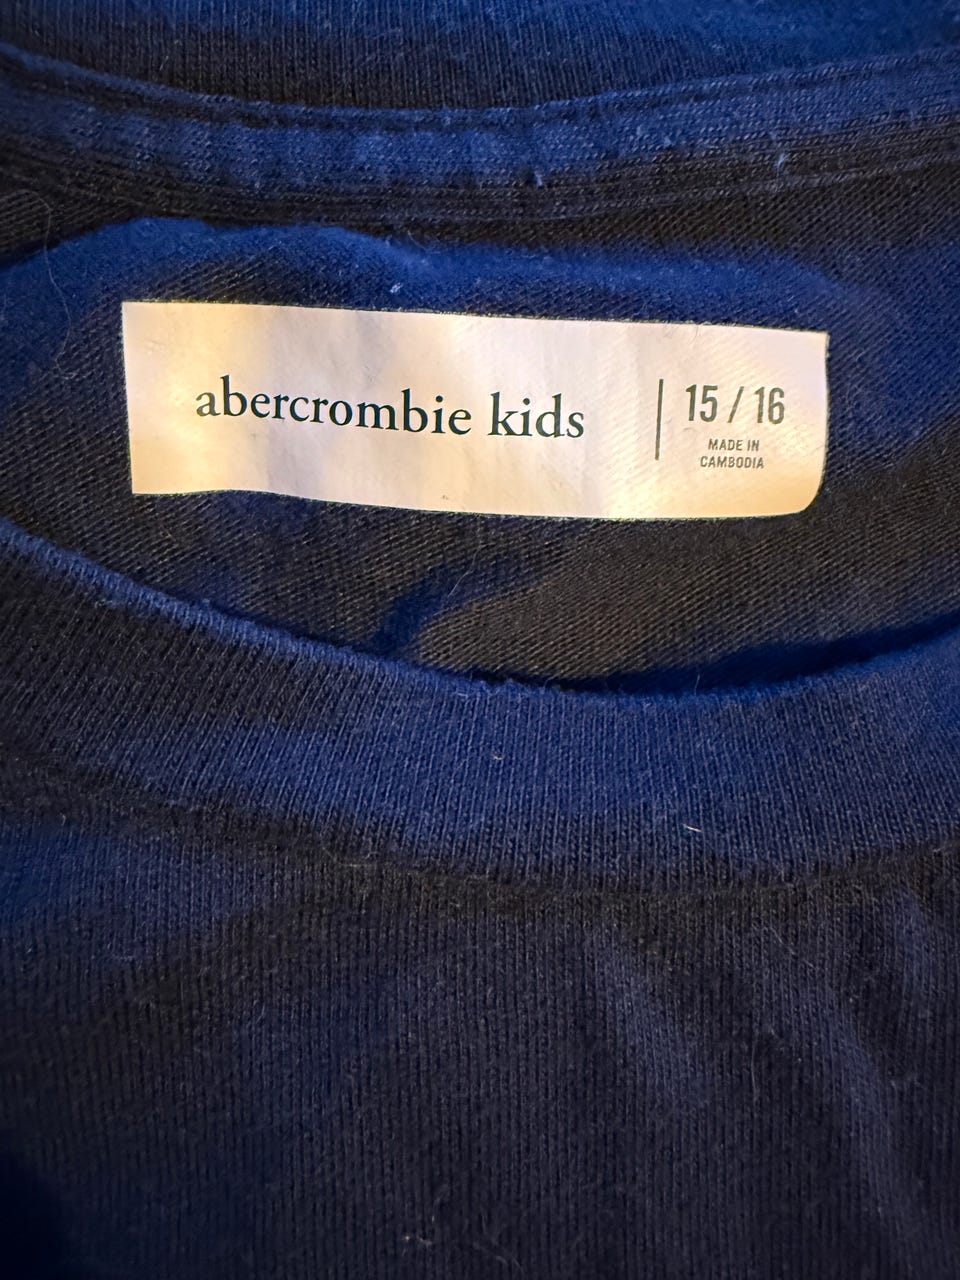 abercrombie kids
15 / 16
MADE IN
CAMBODIA